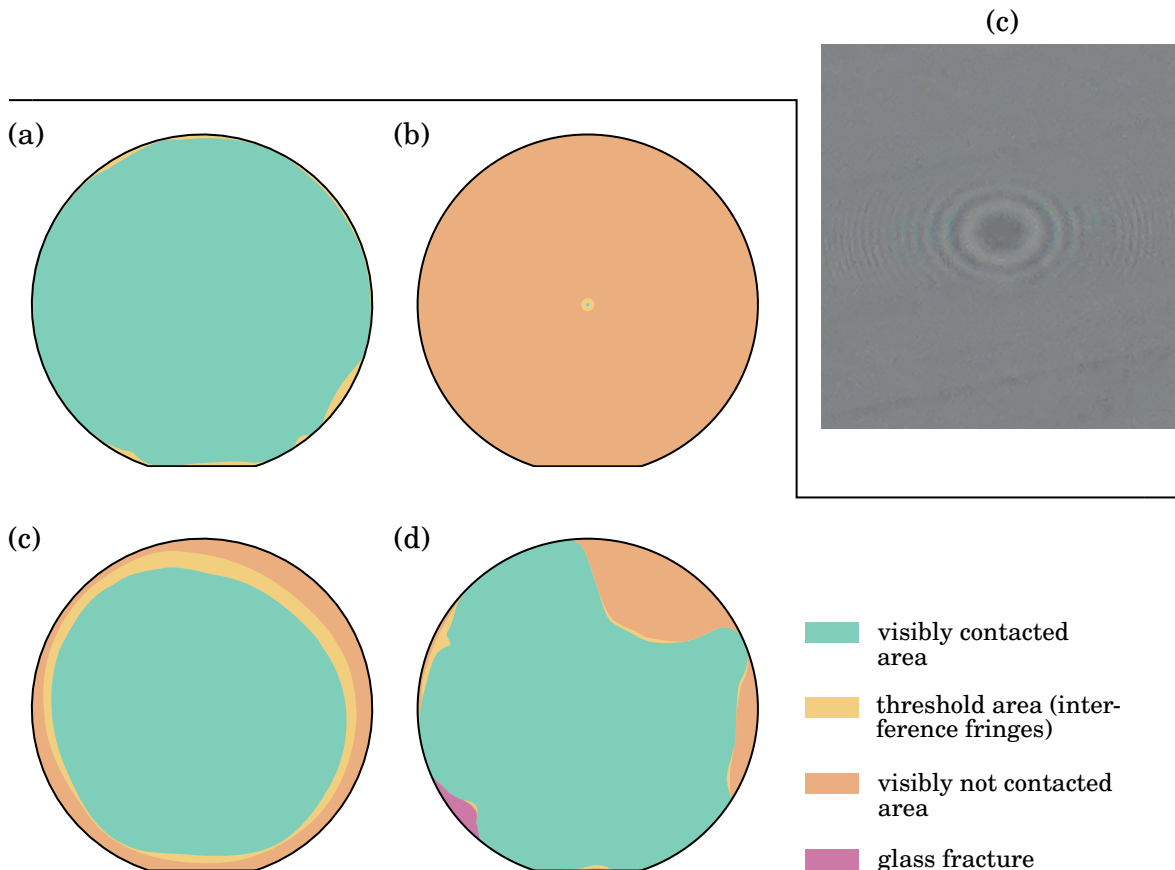 (c)
(a)
(b)
(c)
(d)
visibly contacted
area
threshold area (inter-
ference fringes)
visibly not contacted
area
glass fracture